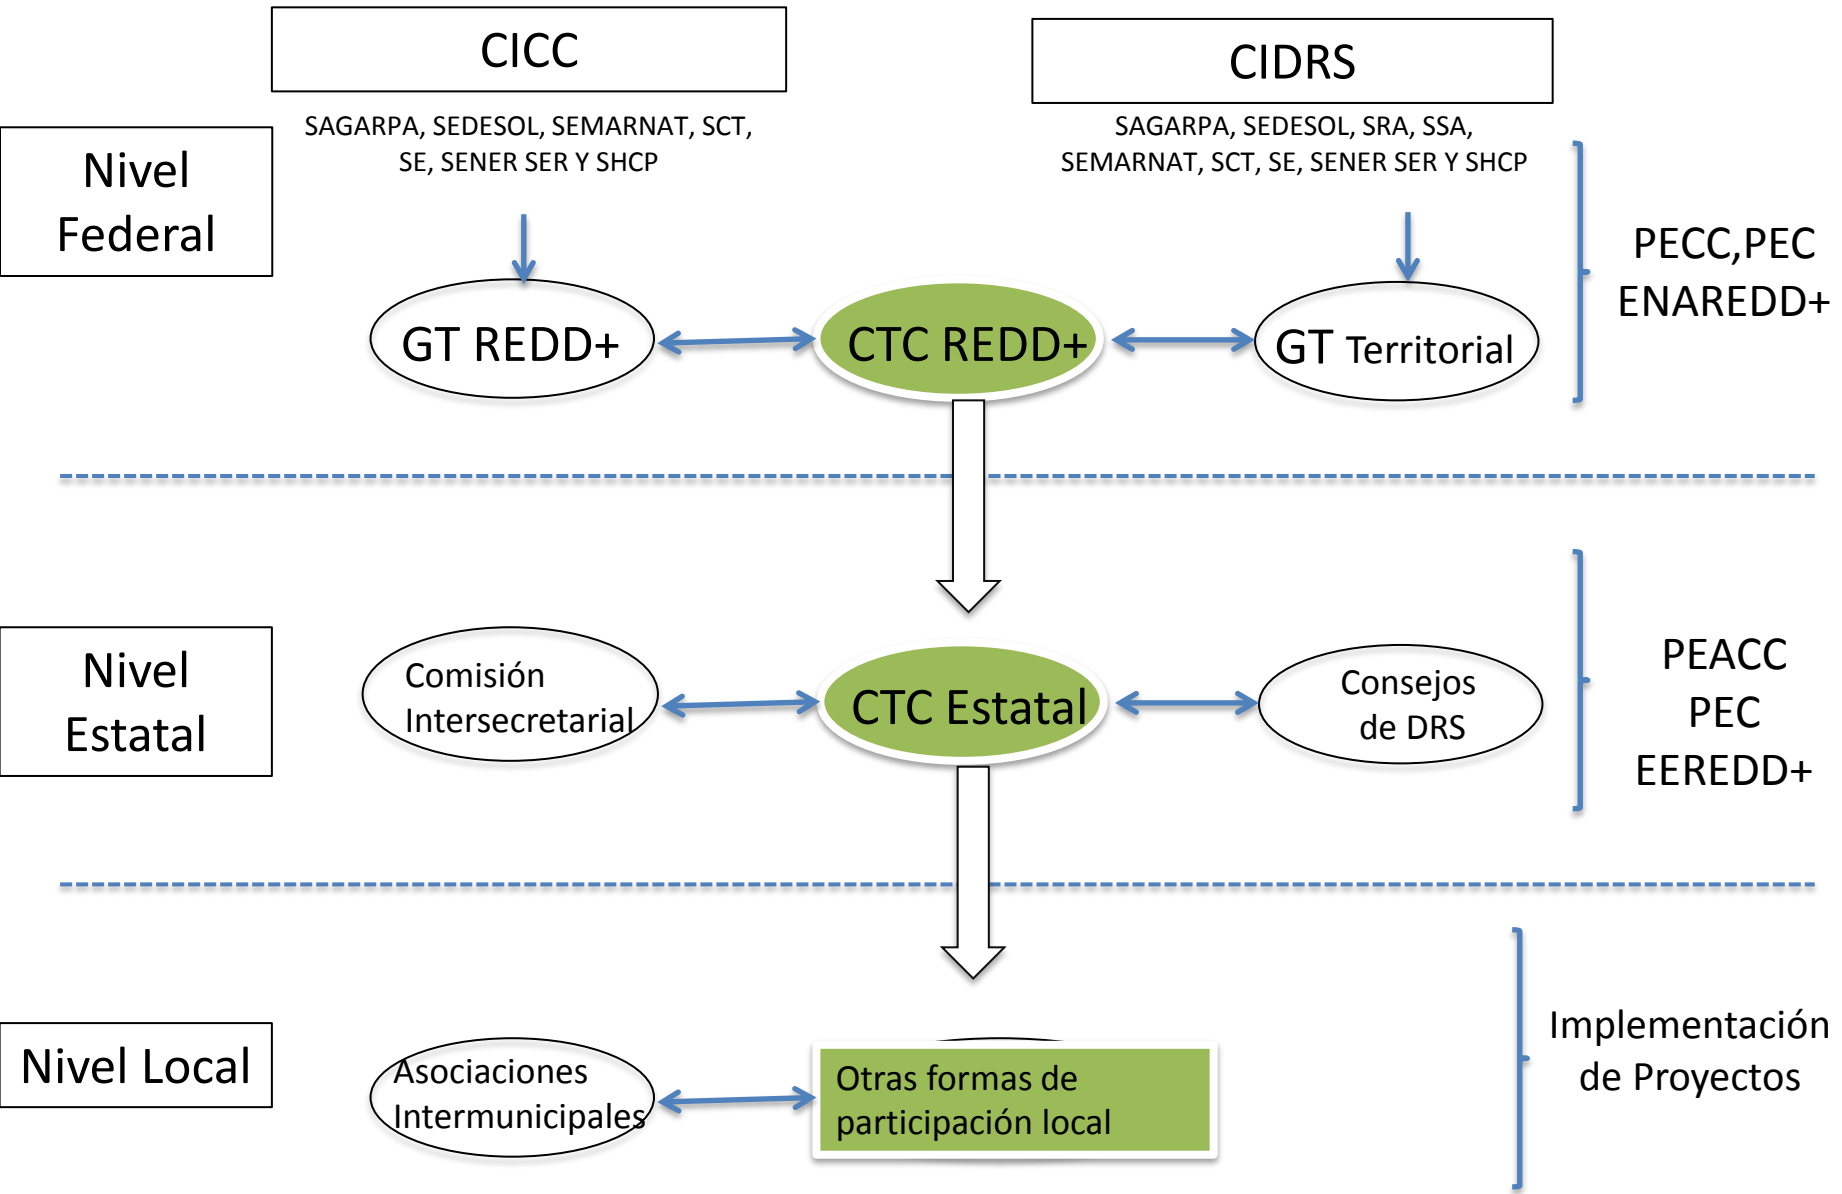 CICC
CIDRS
SAGARPA, SEDESOL, SEMARNAT, SCT,
SE, SENER SER Y SHCP
SAGARPA, SEDESOL, SRA, SSA,
SEMARNAT, SCT, SE, SENER SER Y SHCP
Nivel
Federal
GT REDD+
CTC REDD+
GT Territorial
PECC,PEC
ENAREDD+
Nivel
Estatal
Comisión
Intersecretarial
CTC Estatal
Consejos
de DRS
PEACC
PEC
EEREDD+
Nivel Local
Asociaciones
Intermunicipales
Otras formas de
participación local
Implementación
de Proyectos